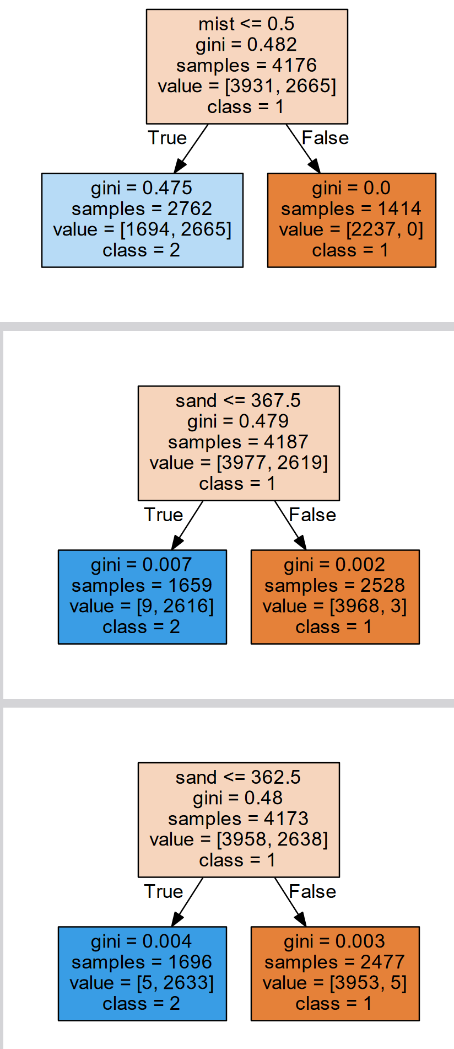 mist <= 0.5
gini = 0.482
samples = 4176
value = [3931, 2665]
class = 1
True
False
gini = 0.475
samples = 2762
value = [1694, 2665]
class = 2
gini = 0.0
samples = 1414
value = [2237, 0]
class = 1
sand <= 367.5
gini = 0.479
samples = 4187
value = [3977, 2619]
class = 1
True
False
gini = 0.007
samples = 1659
value = [9, 2616]
class = 2
gini = 0.002
samples = 2528
value = [3968, 3]
class = 1
sand <= 362.5
gini = 0.48
samples = 4173
value = [3958, 2638]
class = 1
True
False
gini = 0.004
samples = 1696
value = [5, 2633]
class = 2
gini = 0.003
samples = 2477
value = [3953, 5]
class = 1